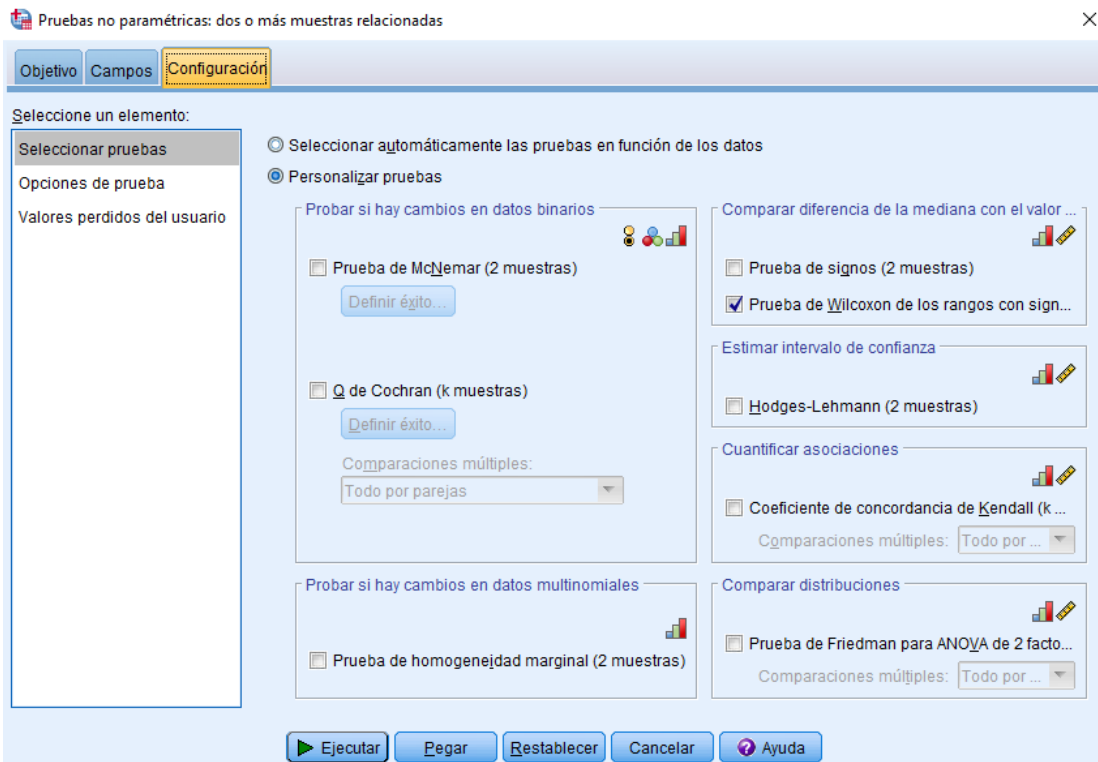 Pruebas no paramétricas: dos o más muestras relacionadas
Objetivo Campos Configuración
Seleccione un elemento:
Seleccionar pruebas
Opciones de prueba
Valores perdidos del usuario
Seleccionar automáticamente las pruebas en función de los datos
Personalizar pruebas
Probar si hay cambios en datos binarios
Prueba de McNemar (2 muestras)
Definir éxito...
Q de Cochran (k muestras)
Definir éxito...
Comparaciones múltiples:
Todo por parejas
Probar si hay cambios en datos multinomiales
Prueba de homogeneidad marginal (2 muestras)
Comparar diferencia de la mediana con el valor ...
Prueba de signos (2 muestras)
Prueba de Wilcoxon de los rangos con sign...
Estimar intervalo de confianza
Hodges-Lehmann (2 muestras)
Cuantificar asociaciones
Coeficiente de concordancia de Kendall (k ...
Comparaciones múltiples: Todo por ...
Comparar distribuciones
Prueba de Friedman para ANOVA de 2 facto...
Comparaciones múltiples: Todo por ...
Ejecutar Pegar Restablecer Cancelar Ayuda